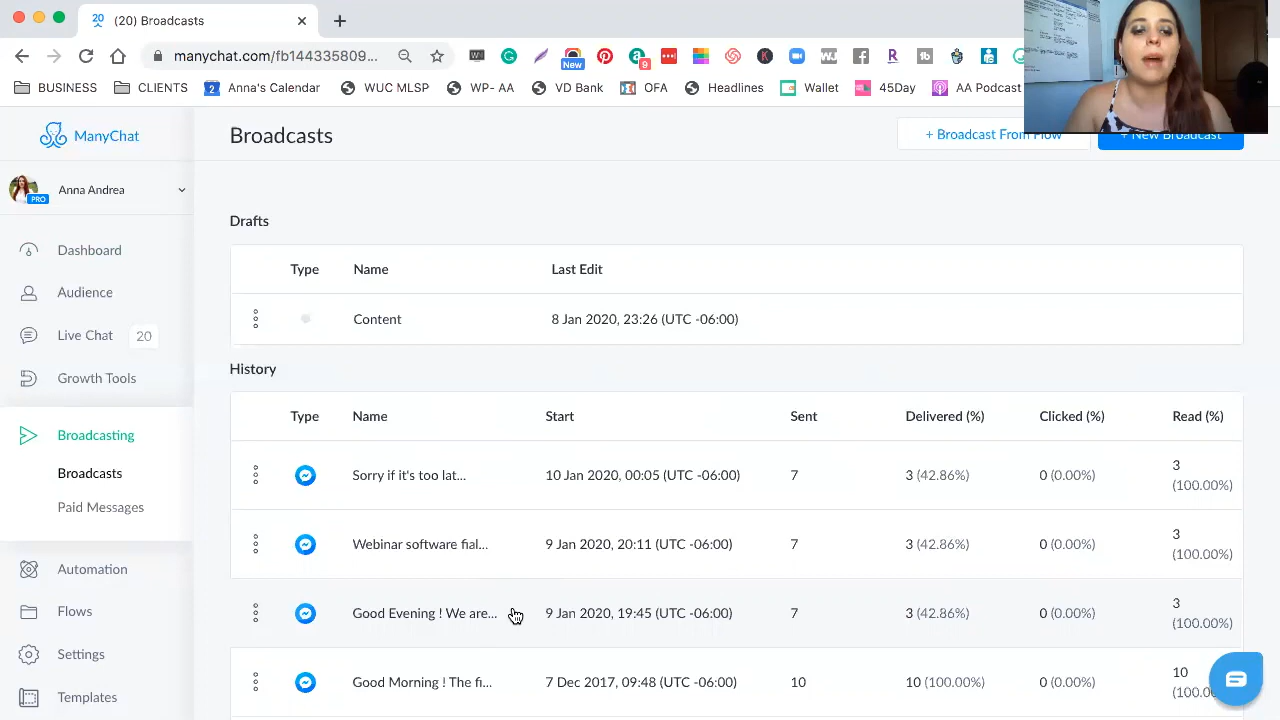 20 (20) Broadcasts
manychat.com/fb144335809...
New
9
BUSINESS CLIENTS 2 Anna's Calendar WUC MLSP WP- AA VD Bank OFA Headlines Wallet 45Day AA Podcast
ManyChat
Broadcasts
+ Broadcast From Flow
+ New Broadcast
PRO
Anna Andrea
Dashboard
Audience
Live Chat 20
Growth Tools
Broadcasting
Broadcasts
Paid Messages
Automation
Flows
Settings
Templates
Drafts
Type Name Last Edit
Content 8 Jan 2020, 23:26 (UTC -06:00)
History
Type Name Start Sent Delivered (%) Clicked (%) Read (%)
Sorry if it's too lat... 10 Jan 2020, 00:05 (UTC -06:00) 7 3 (42.86%) 0 (0.00%) 3
(100.00%)
Webinar software fial... 9 Jan 2020, 20:11 (UTC -06:00) 7 3 (42.86%) 0 (0.00%) 3
(100.00%)
Good Evening ! We are... 9 Jan 2020, 19:45 (UTC -06:00) 7 3 (42.86%) 0 (0.00%) 3
(100.00%)
Good Morning ! The fi... 7 Dec 2017, 09:48 (UTC -06:00) 10 10 (100.00%) 0 (0.00%) 10
(100.0